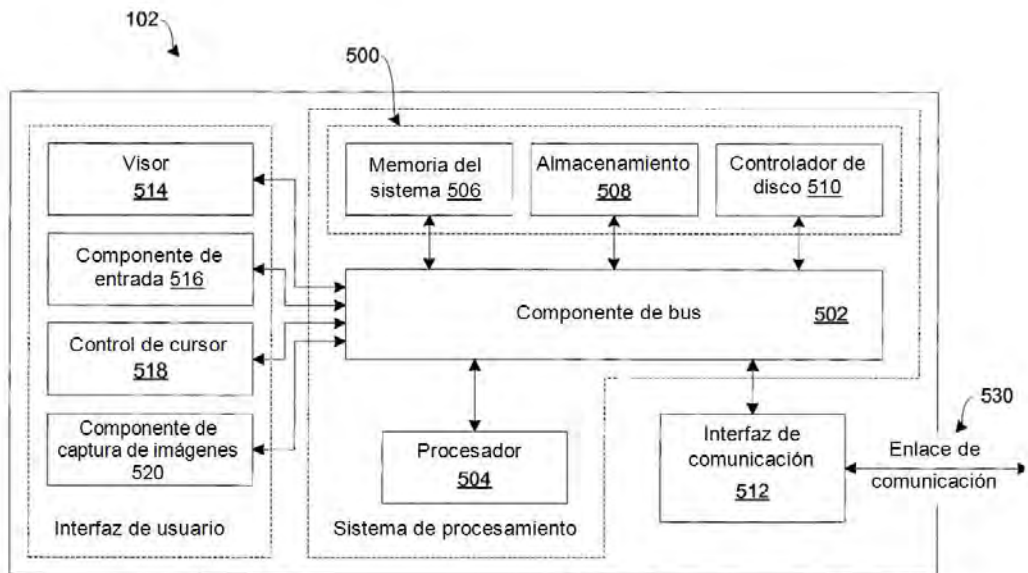 102
500
Visor
514
Componente de
entrada 516
Control de cursor
518
Componente de
captura de imágenes
520
Interfaz de usuario
Memoria del
sistema 506
Almacenamiento
508
Controlador de
disco 510
Componente de bus 502
Procesador
504
Sistema de procesamiento
Interfaz de
comunicación
512
530
Enlace de
comunicación